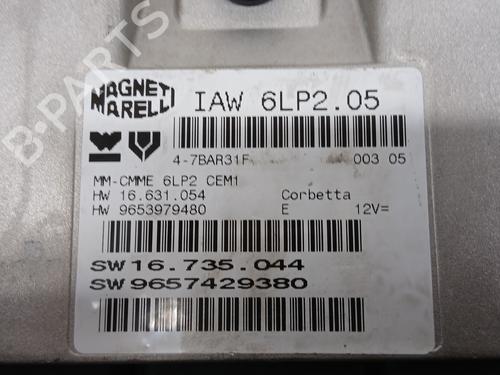 B-PARTS
MAGNETI MARELLI
IAW 6LP2.05
4-7BAR31F 003 05
MM-CMME 6LP2 CEM1
HW 16.631.054 Corbetta
HW 9653979480 E 12V=
SW 16.735.044
SW 9657429380